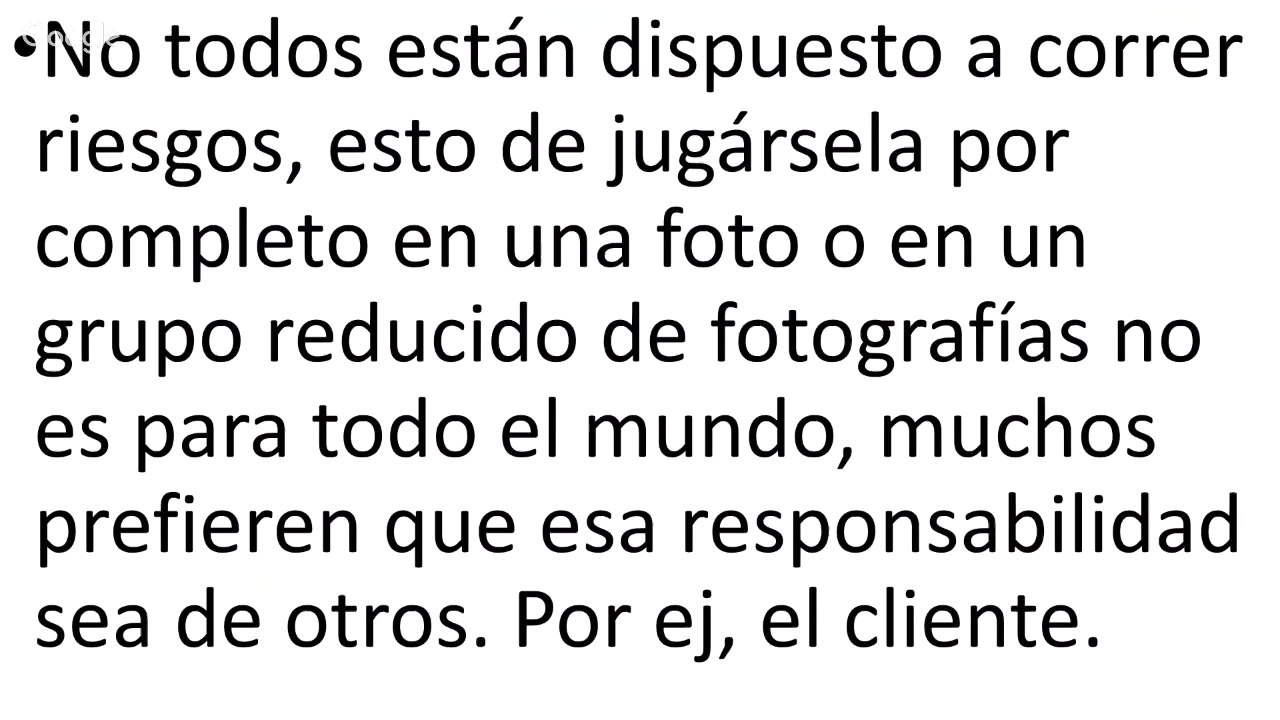 Google
•No todos están dispuesto a correr
riesgos, esto de jugársela por
completo en una foto o en un
grupo reducido de fotografías no
es para todo el mundo, muchos
prefieren que esa responsabilidad
sea de otros. Por ej, el cliente.